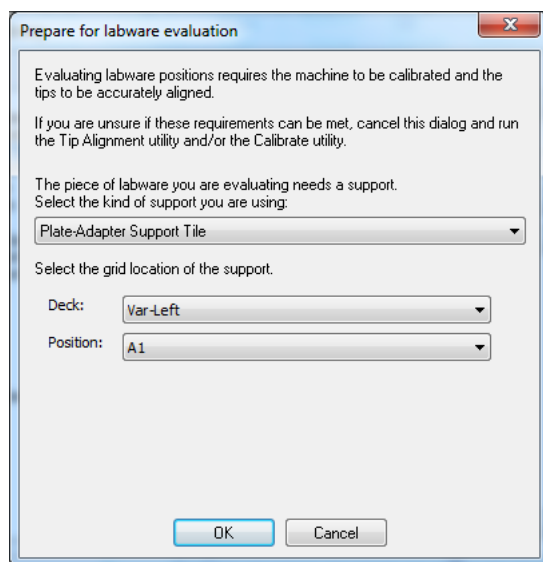 Prepare for labware evaluation
Evaluating labware positions requires the machine to be calibrated and the
tips to be accurately aligned.
If you are unsure if these requirements can be met, cancel this dialog and run
the Tip Alignment utility and/or the Calibrate utility.
The piece of labware you are evaluating needs a support.
Select the kind of support you are using:
Plate-Adapter Support Tile
Select the grid location of the support.
Deck: Var-Left
Position: A1
OK Cancel